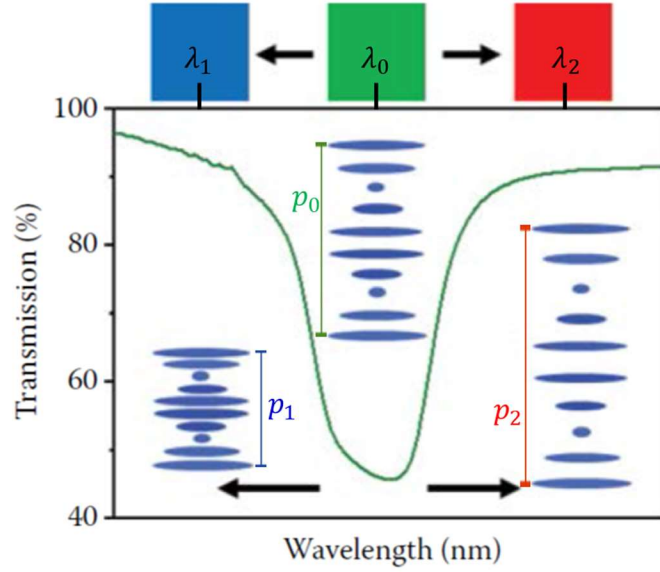 λ₁
λ₀
λ₂
100
80
60
40
Transmission (%)
p₀
p₁
p₂
Wavelength (nm)